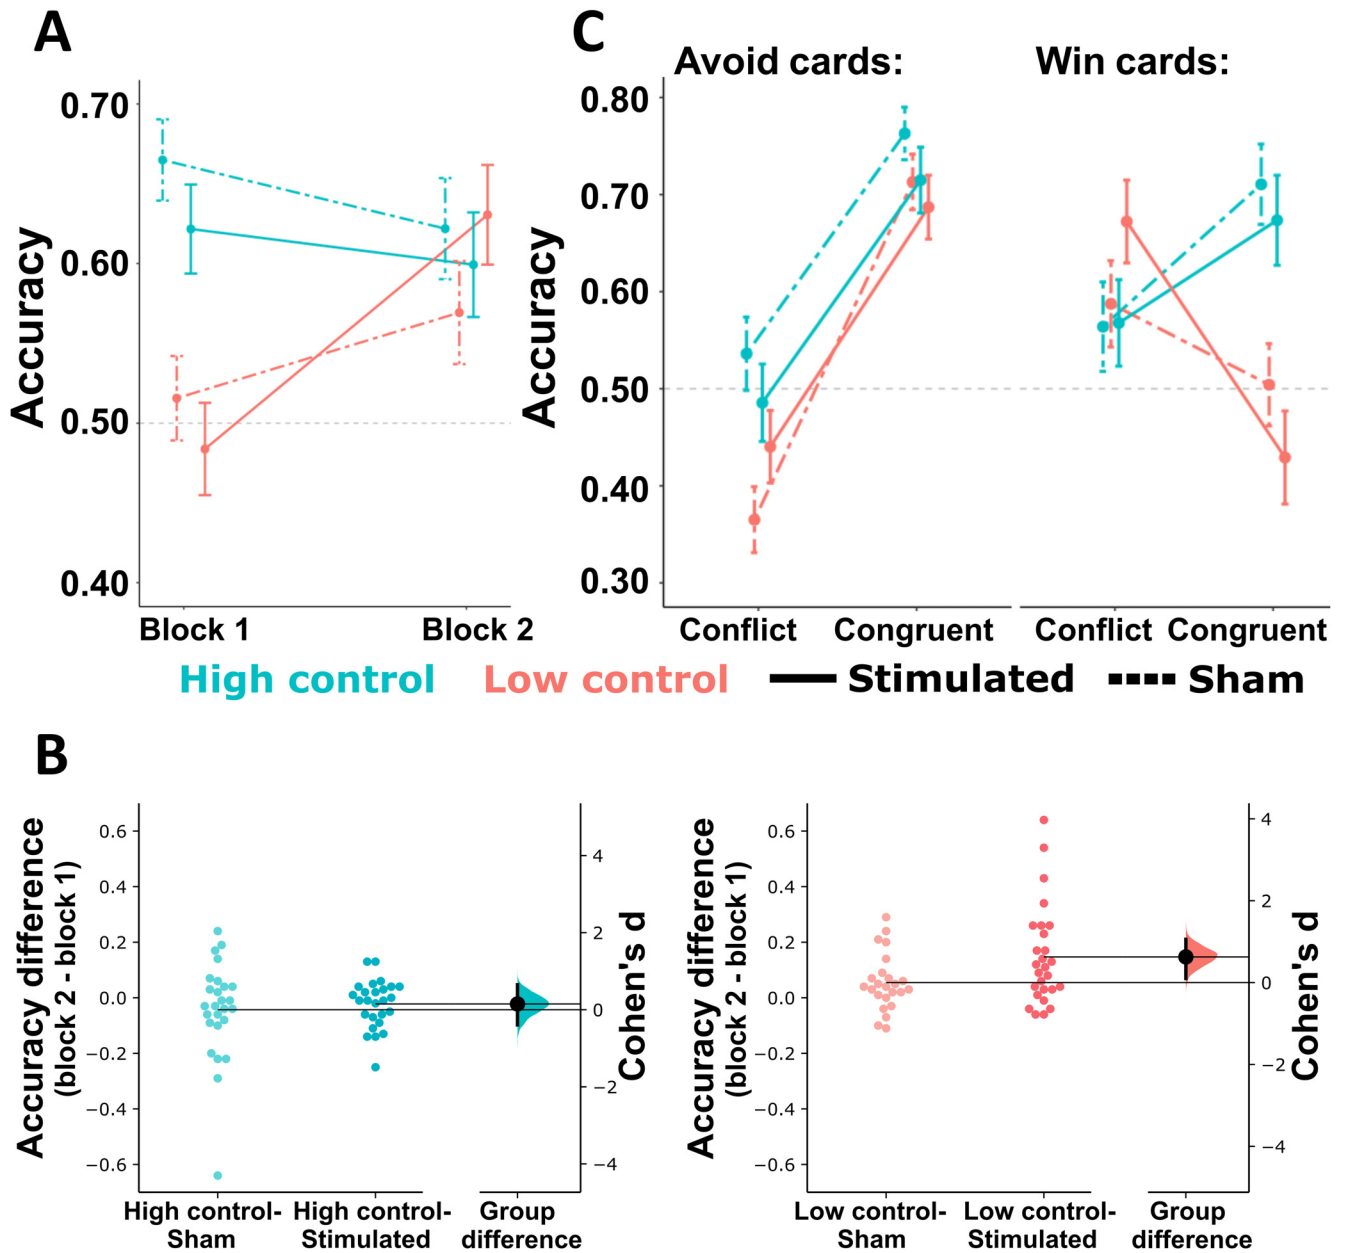 A
C
Avoid cards:
Win cards:
Accuracy
0.70
0.60
0.50
0.40
Block 1
Block 2
Accuracy
0.80
0.70
0.60
0.50
0.40
0.30
Conflict
Congruent
Conflict
Congruent
High control
Low control
Stimulated
Sham
B
Accuracy difference
(block 2 - block 1)
0.6
0.4
0.2
0.0
−0.2
−0.4
−0.6
4
2
0
−2
−4
Cohen's d
High control-
Sham
High control-
Stimulated
Group
difference
Accuracy difference
(block 2 - block 1)
0.6
0.4
0.2
0.0
−0.2
−0.4
−0.6
4
2
0
−2
−4
Cohen's d
Low control-
Sham
Low control-
Stimulated
Group
difference